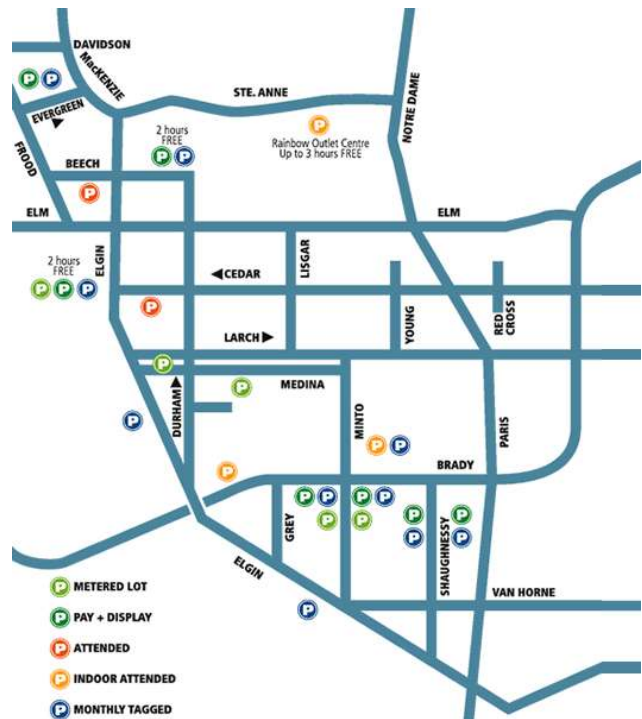 DAVIDSON
MacKENZIE
STE. ANNE
NOTRE DAME
P P
EVERGREEN
FROOD
2 hours
FREE
P P
P
Rainbow Outlet Centre
Up to 3 hours FREE
BEECH
P
ELM
ELM
ELGIN
LISGAR
2 hours
FREE
P P P
CEDAR
P
YOUNG
RED
CROSS
LARCH
P
MEDINA
P
DURHAM
P
MINTO
P P
PARIS
BRADY
P
GREY
P P
P
P P
P
P
P
P
P
SHAUGHNESSY
ELGIN
P
VAN HORNE
P METERED LOT
P PAY + DISPLAY
P ATTENDED
P INDOOR ATTENDED
P MONTHLY TAGGED